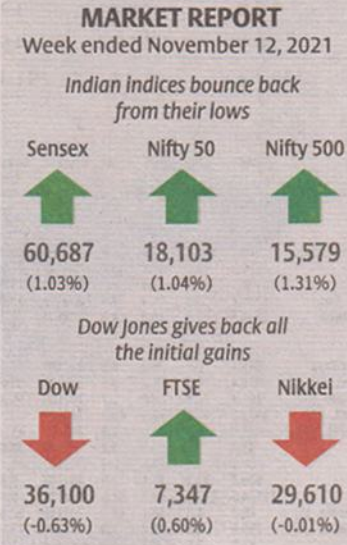 MARKET REPORT
Week ended November 12, 2021
Indian indices bounce back
from their lows
Sensex Nifty 50 Nifty 500
60,687 18,103 15,579
(1.03%) (1.04%) (1.31%)
Dow Jones gives back all
the initial gains
Dow FTSE Nikkei
36,100 7,347 29,610
(-0.63%) (0.60%) (-0.01%)